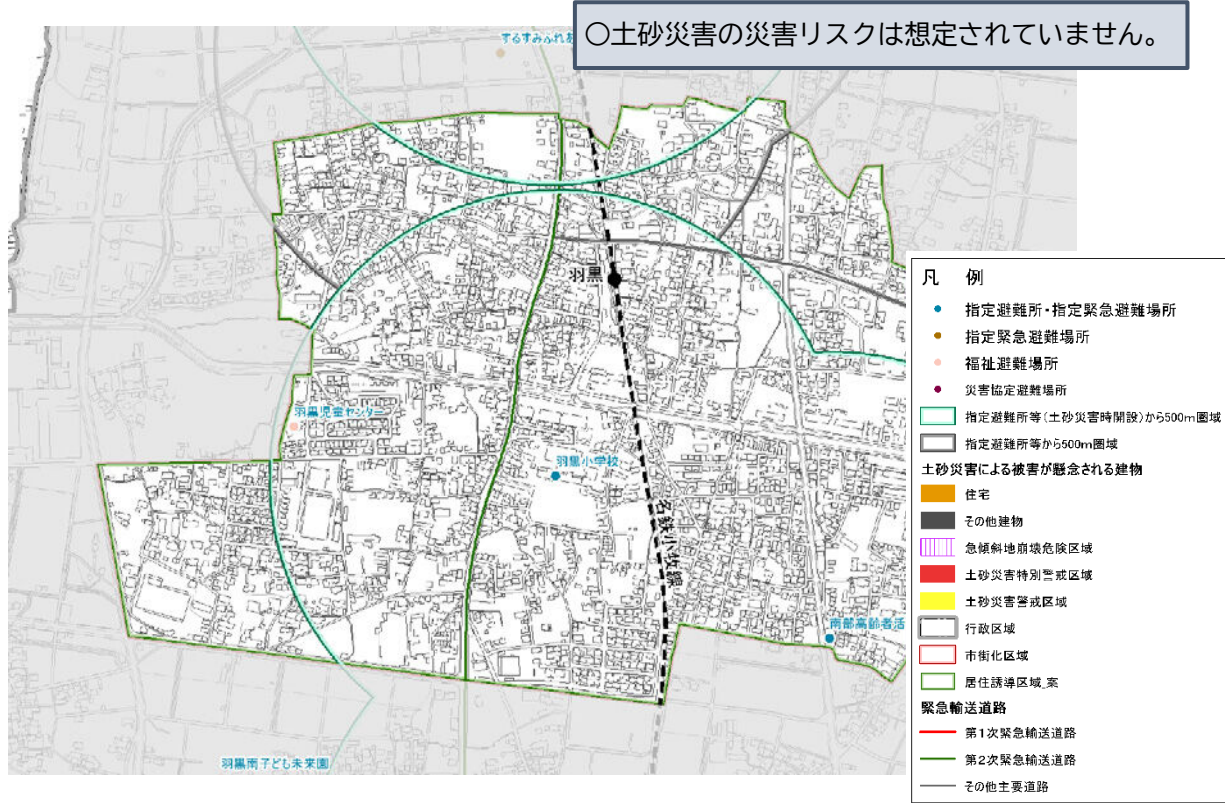 〇土砂災害の災害リスクは想定されていません。
するすみふれあ
羽黒
羽黒児童センター
羽黒小学校
名鉄小牧線
南部高齢者活
羽黒南子ども未来園
凡 例
指定避難所・指定緊急避難場所
指定緊急避難場所
福祉避難場所
災害協定避難場所
指定避難所等(土砂災害時開設)から500m圏域
指定避難所等から500m圏域
土砂災害による被害が懸念される建物
住宅
その他建物
急傾斜地崩壊危険区域
土砂災害特別警戒区域
土砂災害警戒区域
行政区域
市街化区域
居住誘導区域_案
緊急輸送道路
第1次緊急輸送道路
第2次緊急輸送道路
その他主要道路